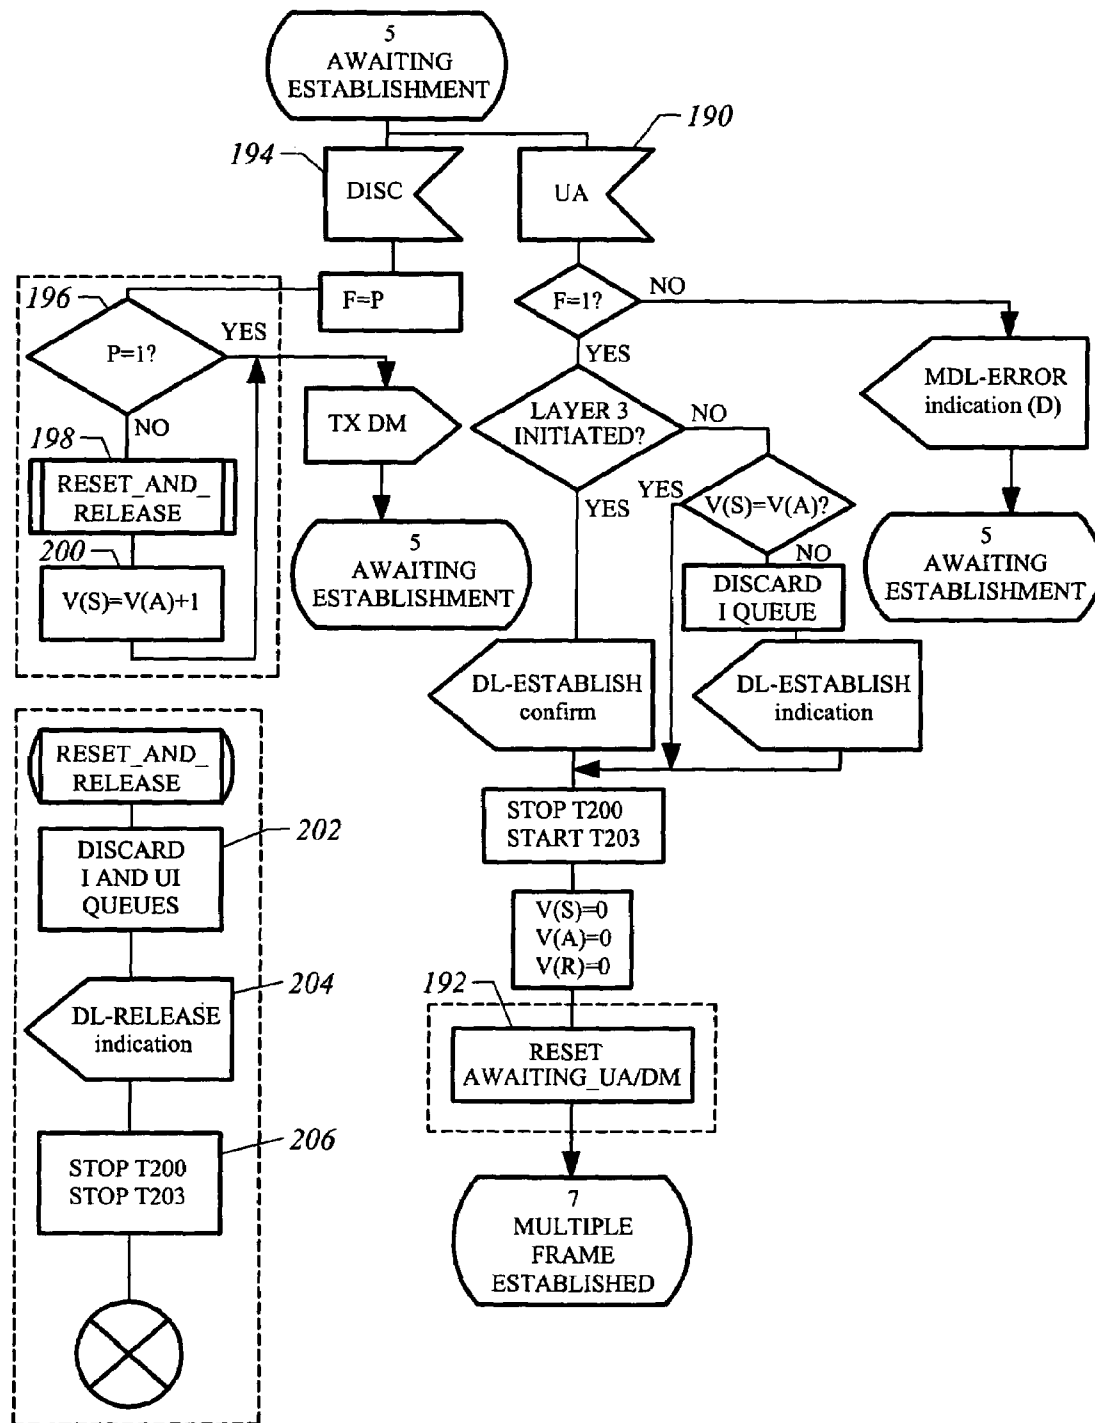 5
AWAITING
ESTABLISHMENT
190
194
DISC
UA
196
F=P
F=1?
NO
YES
P=1?
YES
MDL-ERROR
indication (D)
TX DM
LAYER 3
INITIATED?
NO
NO
198
RESET_AND_
RELEASE
YES
YES
V(S)=V(A)?
200
NO
5
AWAITING
ESTABLISHMENT
5
AWAITING
ESTABLISHMENT
V(S)=V(A)+1
DISCARD
I QUEUE
DL-ESTABLISH
confirm
DL-ESTABLISH
indication
RESET_AND_
RELEASE
STOP T200
START T203
202
DISCARD
I AND UI
QUEUES
V(S)=0
V(A)=0
V(R)=0
204
192
DL-RELEASE
indication
RESET
AWAITING_UA/DM
206
STOP T200
STOP T203
7
MULTIPLE
FRAME
ESTABLISHED